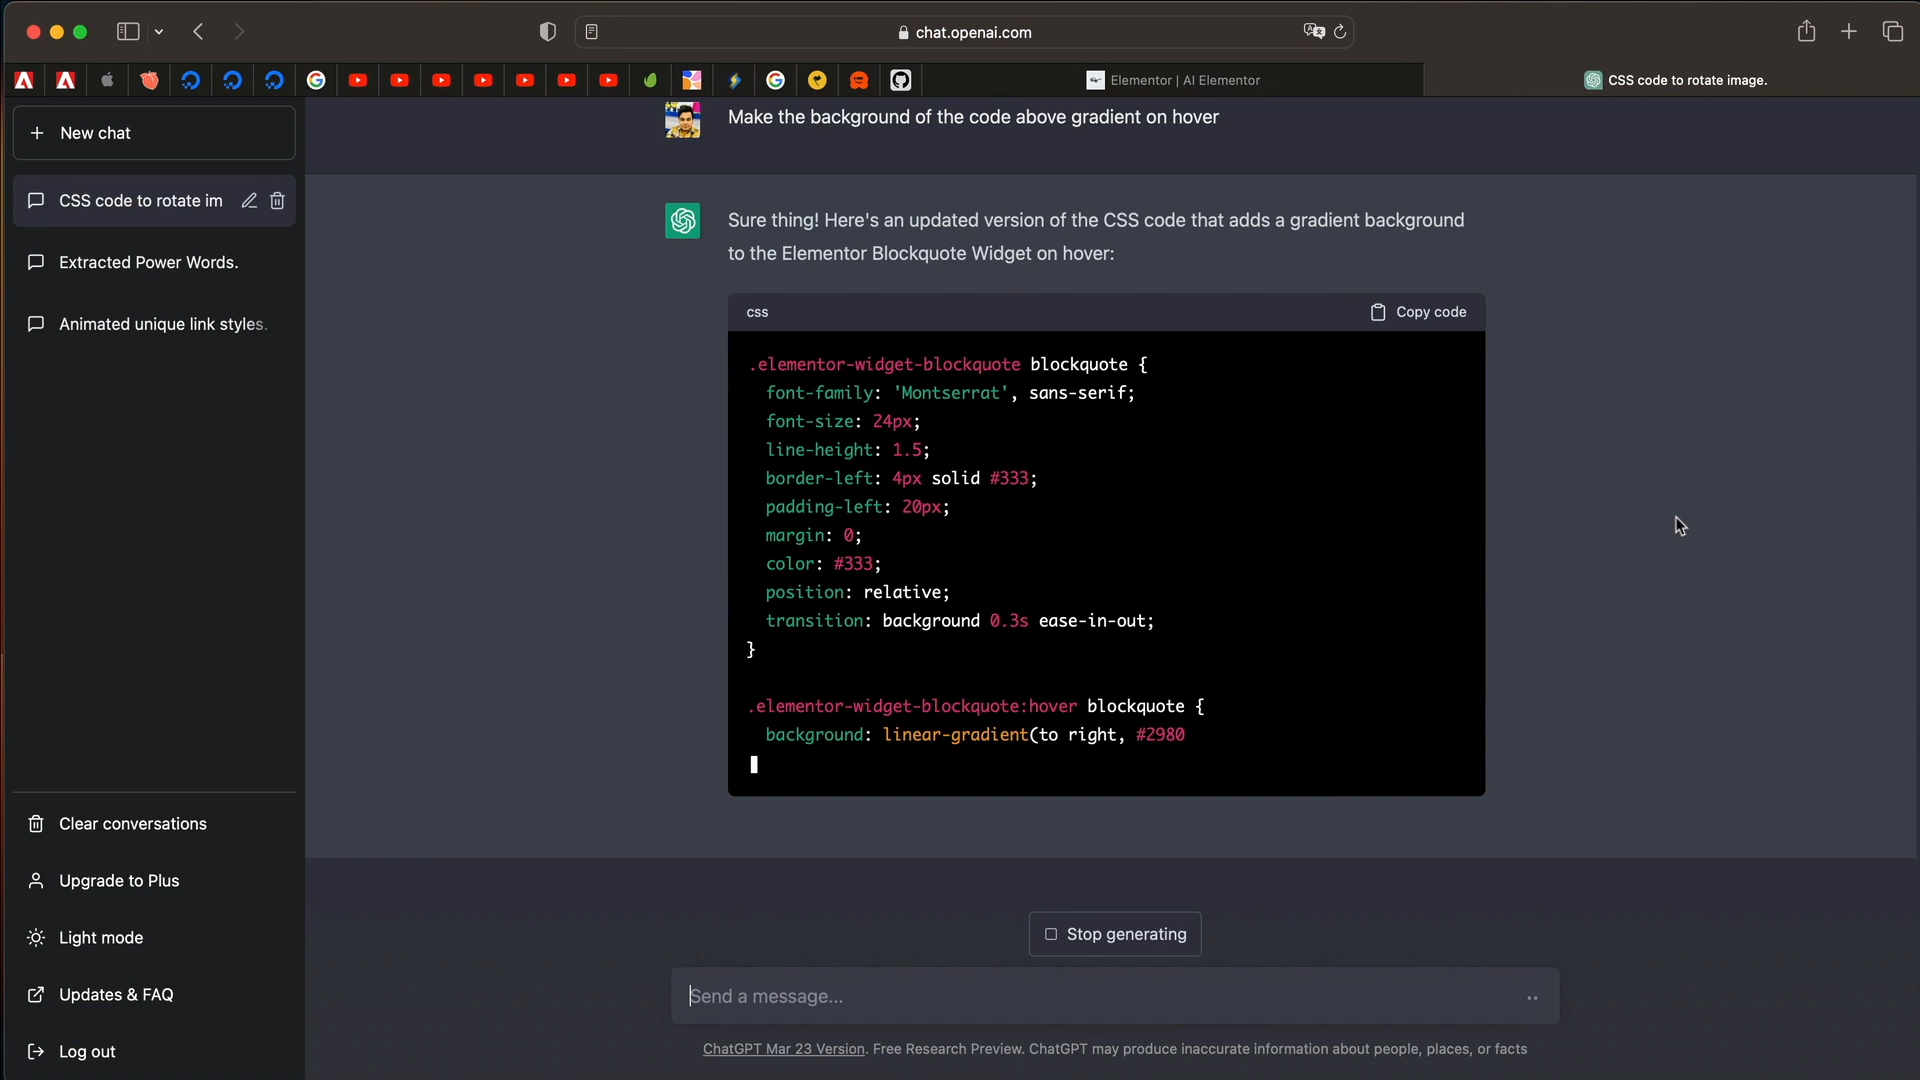 chat.openai.com
Elementor | AI Elementor
CSS code to rotate image.
New chat
CSS code to rotate im
Extracted Power Words.
Animated unique link styles.
Clear conversations
Upgrade to Plus
Light mode
Updates & FAQ
Log out
Make the background of the code above gradient on hover
Sure thing! Here's an updated version of the CSS code that adds a gradient background
to the Elementor Blockquote Widget on hover:
css
Copy code
.elementor-widget-blockquote blockquote {
  font-family: 'Montserrat', sans-serif;
  font-size: 24px;
  line-height: 1.5;
  border-left: 4px solid #333;
  padding-left: 20px;
  margin: 0;
  color: #333;
  position: relative;
  transition: background 0.3s ease-in-out;
}
.elementor-widget-blockquote:hover blockquote {
  background: linear-gradient(to right, #2980
Stop generating
Send a message...
ChatGPT Mar 23 Version. Free Research Preview. ChatGPT may produce inaccurate information about people, places, or facts